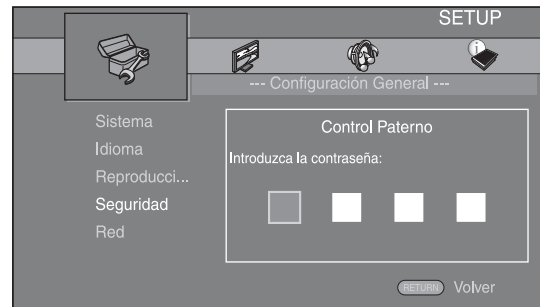 SETUP
--- Configuración General ---
Sistema
Idioma
Reproducci...
Seguridad
Red
Control Paterno
Introduzca la contraseña:
RETURN Volver